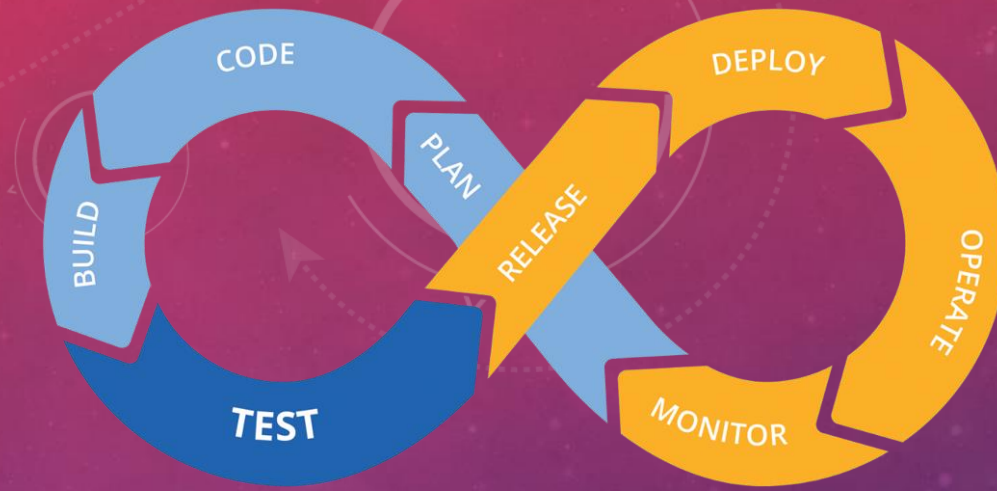 CODE
DEPLOY
PLAN
BUILD
RELEASE
OPERATE
TEST
MONITOR